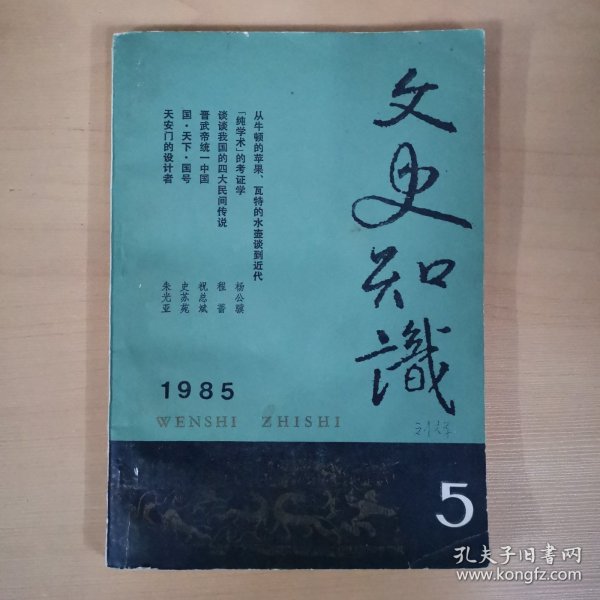 文史知識
从牛顿的苹果、瓦特的水壶谈到近代
「纯学术」的考证学 杨公骥
谈谈我国的四大民间传说 程蔷
晋武帝统一中国 祝总斌
国·天下·国号 史苏苑
天安门的设计者 朱光亚
1985
WENSHI ZHISHI
5
孔夫子旧书网
www.kongfz.com